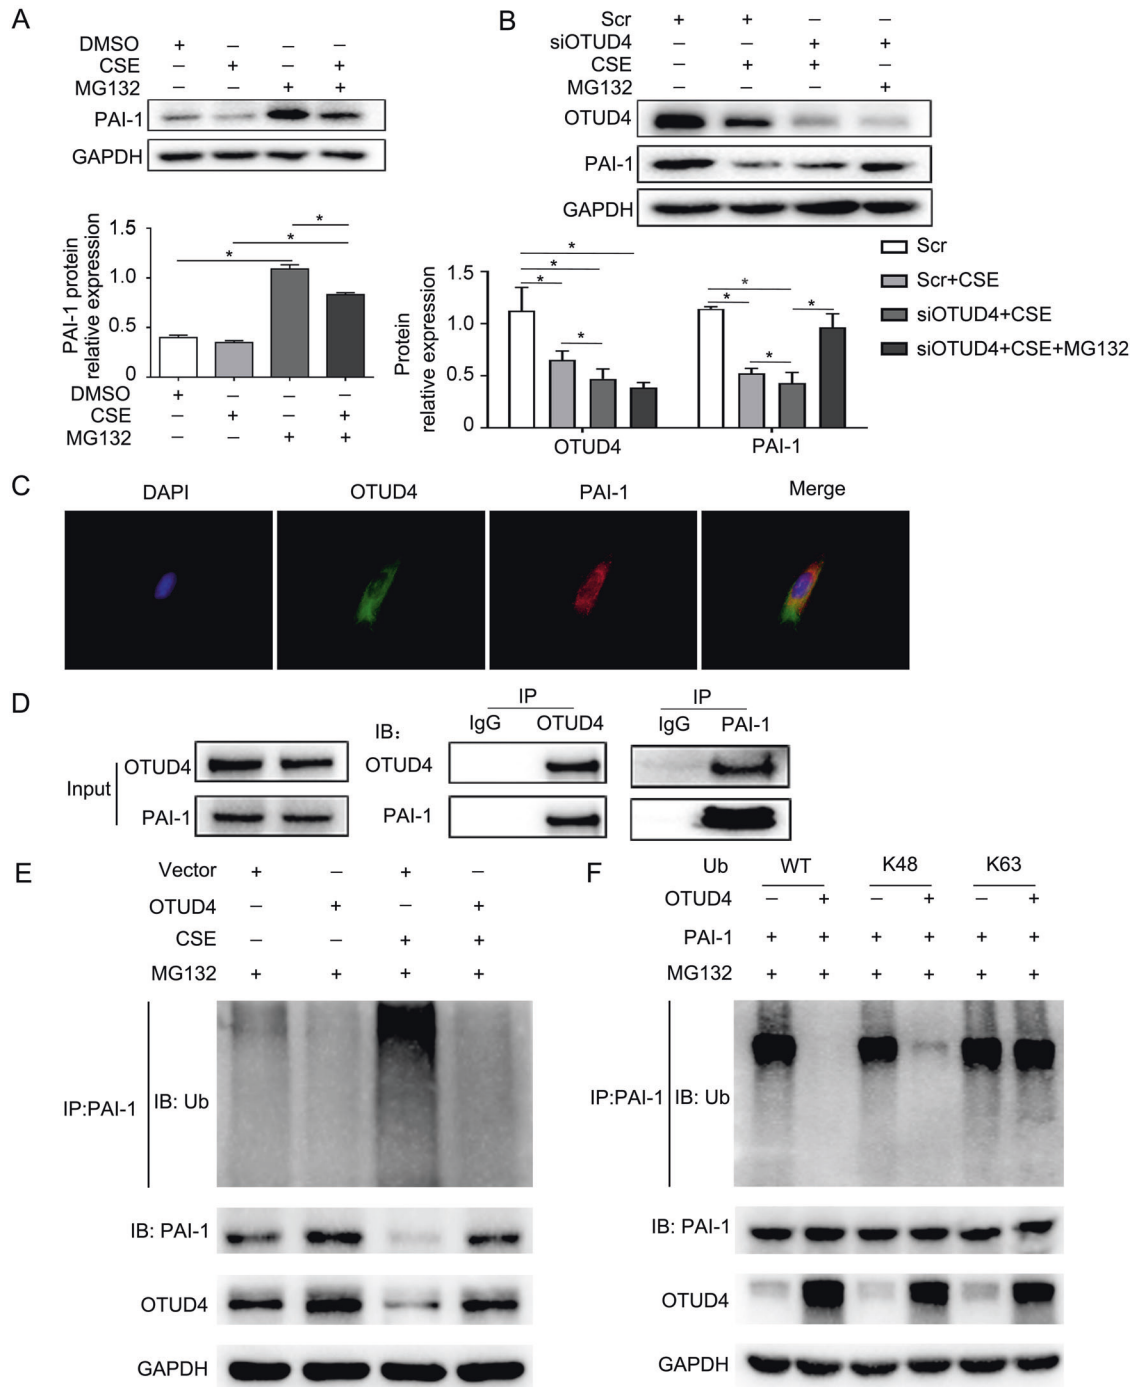 A
DMSO + − − −
CSE − + − +
MG132 − − + +
PAI-1
GAPDH
PAI-1 protein
relative expression
1.5
1.0
0.5
0
* * *
DMSO + − − −
CSE − + − +
MG132 − − + +
B
Scr + + − −
siOTUD4 − − + +
CSE − + + −
MG132 − − − +
OTUD4
PAI-1
GAPDH
Protein
relative expression
1.5
1.0
0.5
0
* * * *
* * * *
OTUD4 PAI-1
Scr
Scr+CSE
siOTUD4+CSE
siOTUD4+CSE+MG132
C
DAPI OTUD4 PAI-1 Merge
D
Input
OTUD4
PAI-1
IB:
OTUD4
PAI-1
IP
IgG OTUD4
IP
IgG PAI-1
E
Vector + − + −
OTUD4 − + − +
CSE − − + +
MG132 + + + +
IP:PAI-1 IB: Ub
IB: PAI-1
OTUD4
GAPDH
F
Ub WT K48 K63
OTUD4 − + − + − +
PAI-1 + + + + + +
MG132 + + + + + +
IP:PAI-1 IB: Ub
IB: PAI-1
OTUD4
GAPDH